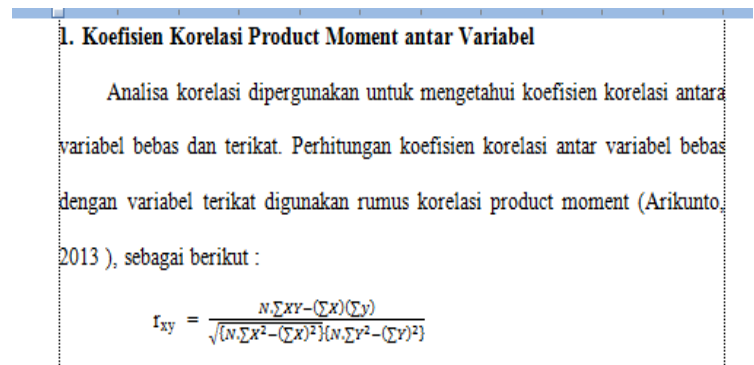 1. Koefisien Korelasi Product Moment antar Variabel
Analisa korelasi dipergunakan untuk mengetahui koefisien korelasi antara
variabel bebas dan terikat. Perhitungan koefisien korelasi antar variabel bebas
dengan variabel terikat digunakan rumus korelasi product moment (Arikunto,
2013 ), sebagai berikut :
r_xy = N.∑XY−(∑X)(∑y) / √{N.∑X²−(∑X)²}{N.∑Y²−(∑Y)²}